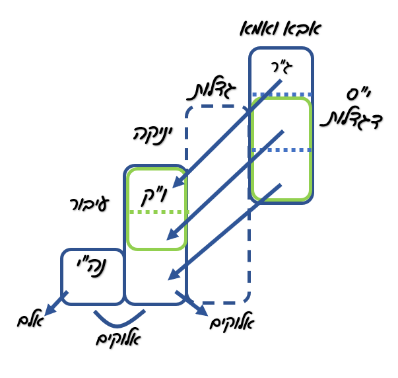 אבא ואמא
ג"ר
י"ס
דגדלות
גדלות
יניקה
ו"ק
עיבור
נה"י
אלם
אלוקים
אלוקים